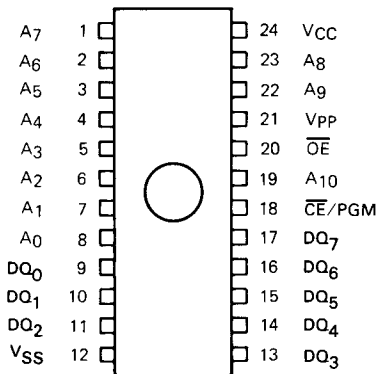 A7 1 24 VCC
A6 2 23 A8
A5 3 22 A9
A4 4 21 VPP
A3 5 20 O̅E̅
A2 6 19 A10
A1 7 18 C̅E̅/PGM
A0 8 17 DQ7
DQ0 9 16 DQ6
DQ1 10 15 DQ5
DQ2 11 14 DQ4
VSS 12 13 DQ3